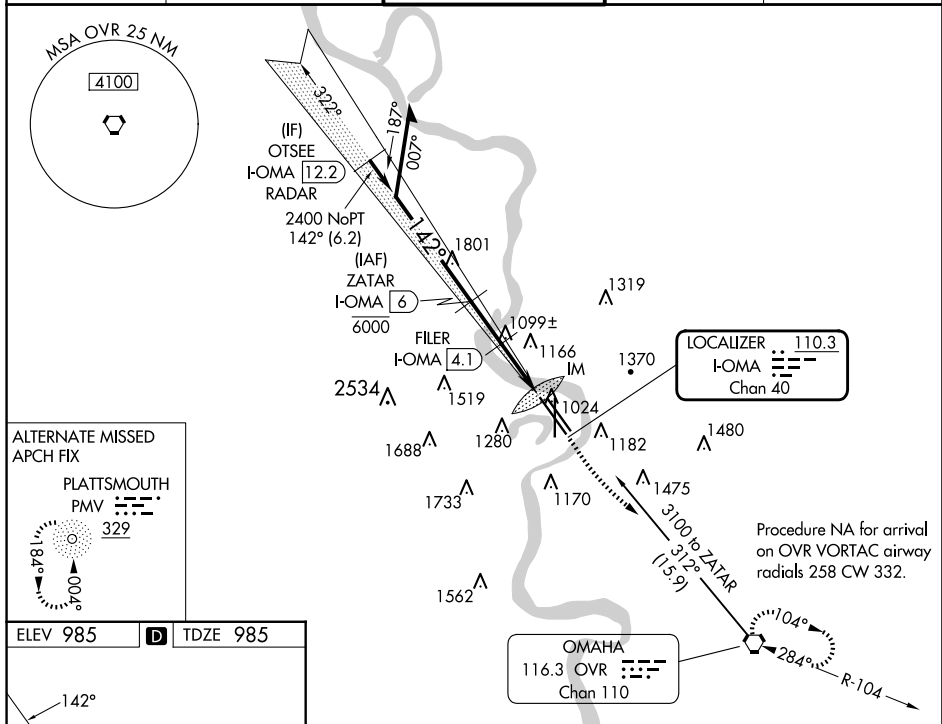 MSA OVR 25 NM
4100
322°
187°
007°
(IF)
OTSEE
I-OMA 12.2
RADAR
2400 NoPT
142° (6.2)
142°
1801
(IAF)
ZATAR
I-OMA 6
6000
1319
FILER
I-OMA 4.1
1099±
1166
IM
1370
LOCALIZER 110.3
I-OMA
Chan 40
2534
1519
1024
1280
1182
1480
1688
ALTERNATE MISSED
APCH FIX
PLATTSMOUTH
PMV
329
184°
004°
1733
1170
1475
3100 to ZATAR
312°
(15.9)
Procedure NA for arrival
on OVR VORTAC airway
radials 258 CW 332.
1562
104°
284°
R-104
OMAHA
116.3 OVR
Chan 110
ELEV 985 D TDZE 985
142°